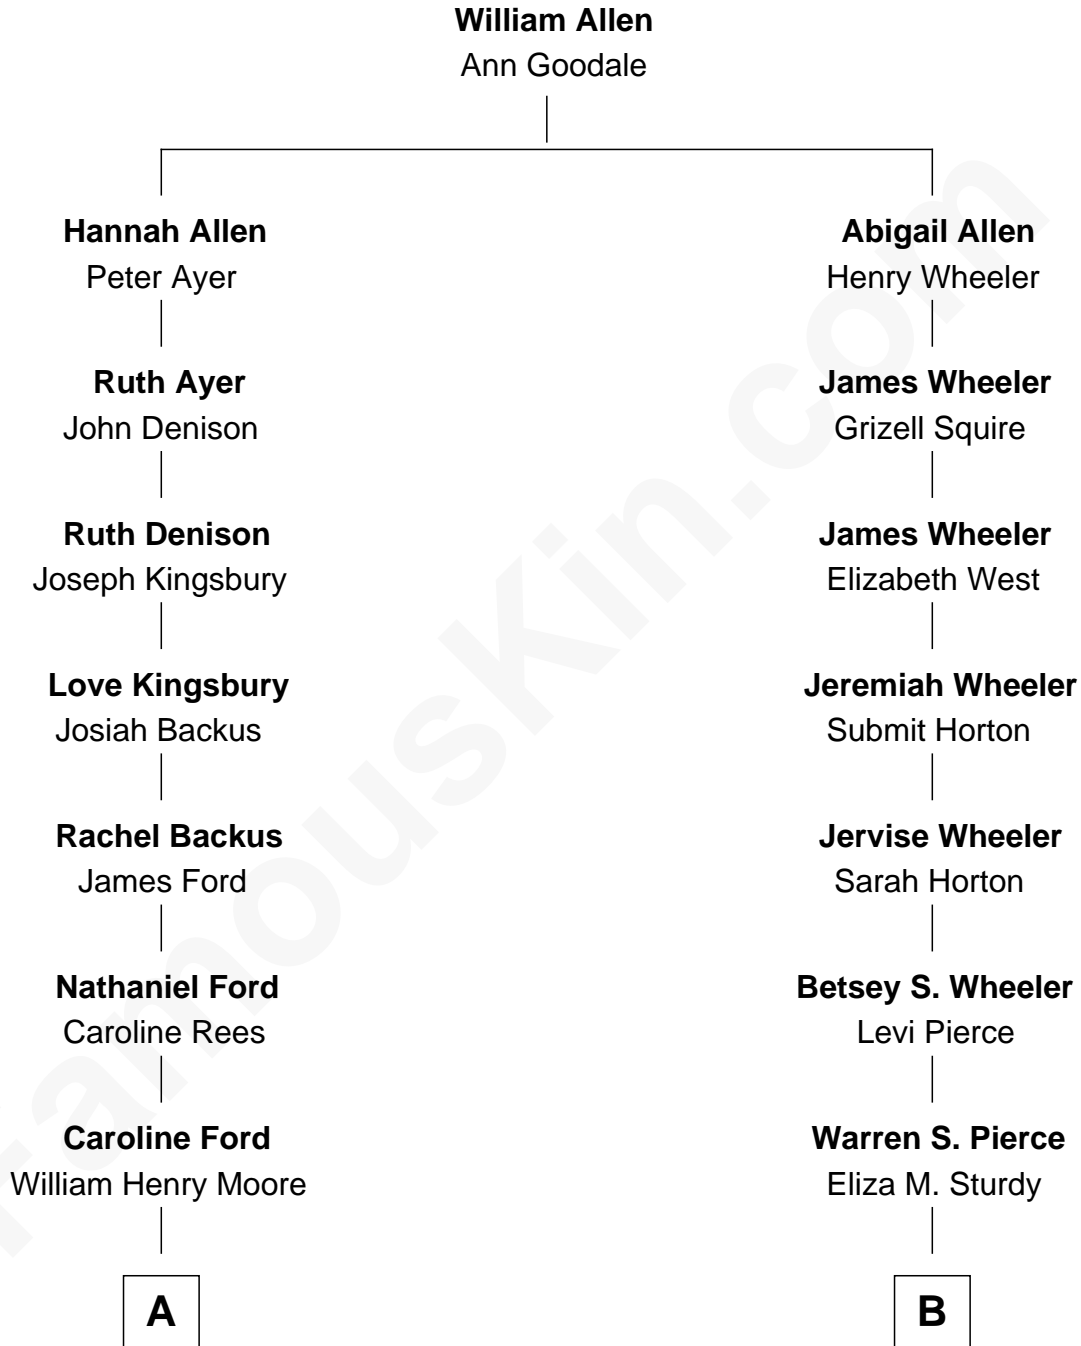 William Allen
Ann Goodale
Hannah Allen
Peter Ayer
Abigail Allen
Henry Wheeler
Ruth Ayer
John Denison
James Wheeler
Grizell Squire
Ruth Denison
Joseph Kingsbury
James Wheeler
Elizabeth West
Love Kingsbury
Josiah Backus
Jeremiah Wheeler
Submit Horton
Rachel Backus
James Ford
Jervise Wheeler
Sarah Horton
Nathaniel Ford
Caroline Rees
Betsey S. Wheeler
Levi Pierce
Caroline Ford
William Henry Moore
Warren S. Pierce
Eliza M. Sturdy
A
B
FamousKin.com